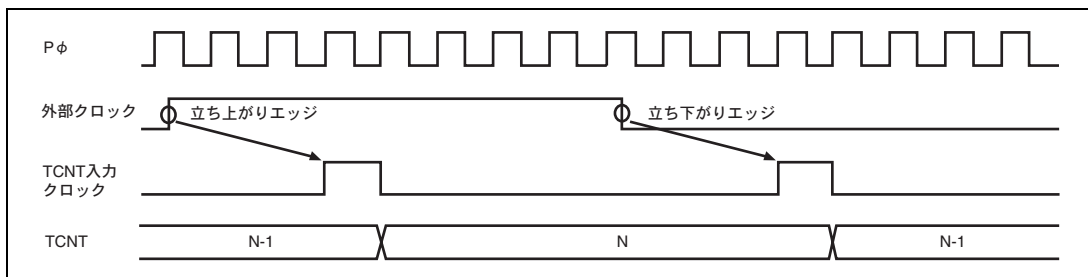 Pφ
外部クロック
立ち上がりエッジ
立ち下がりエッジ
TCNT入力
クロック
TCNT
N-1
N
N-1